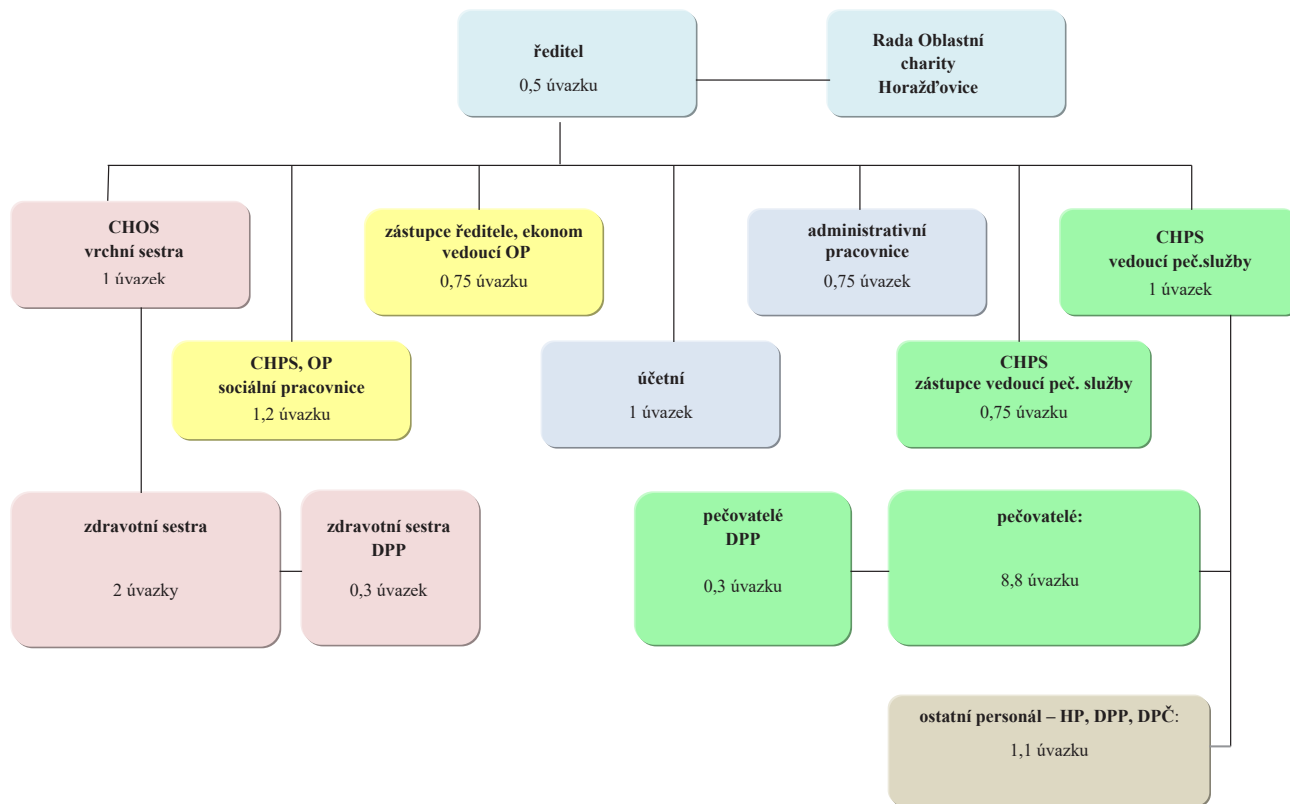 ředitel
0,5 úvazku
Rada Oblastní
charity
Horažďovice
CHOS
vrchní sestra
1 úvazek
zástupce ředitele, ekonom
vedoucí OP
0,75 úvazku
administrativní
pracovnice
0,75 úvazek
CHPS
vedoucí peč.služby
1 úvazek
CHPS, OP
sociální pracovnice
1,2 úvazku
účetní
1 úvazek
CHPS
zástupce vedoucí peč. služby
0,75 úvazku
zdravotní sestra
2 úvazky
zdravotní sestra
DPP
0,3 úvazek
pečovatelé
DPP
0,3 úvazku
pečovatelé:
8,8 úvazku
ostatní personál – HP, DPP, DPČ:
1,1 úvazku